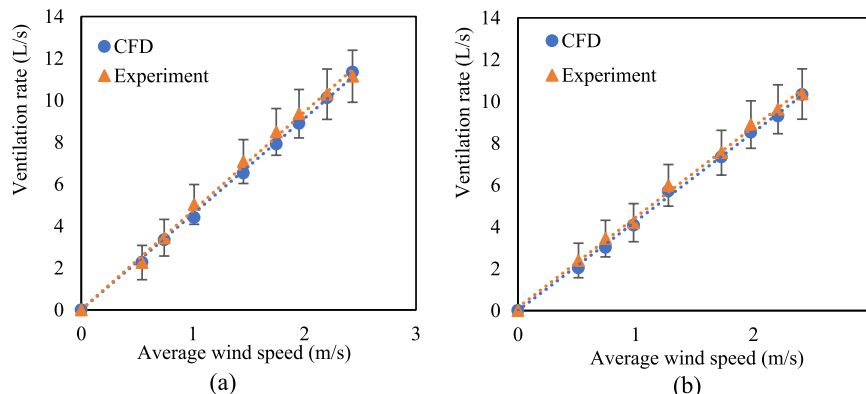 14
12
10
8
6
4
2
0
Ventilation rate (L/s)
CFD
Experiment
0
1
2
3
Average wind speed (m/s)
(a)
14
12
10
8
6
4
2
0
Ventilation rate (L/s)
CFD
Experiment
0
1
2
Average wind speed (m/s)
(b)